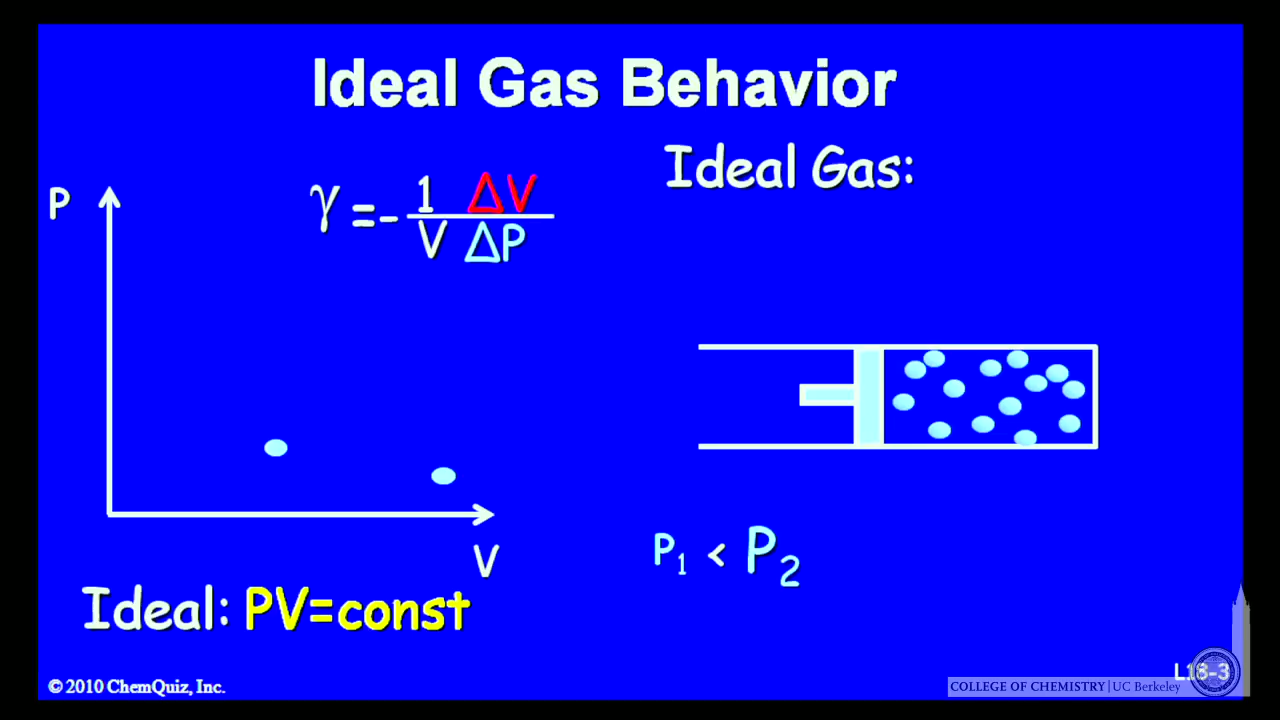 Ideal Gas Behavior
Ideal Gas:
P
γ =- 1 ΔV
V ΔP
P1 < P2
V
Ideal: PV=const
© 2010 ChemQuiz, Inc.
L18-3
COLLEGE OF CHEMISTRY | UC Berkeley